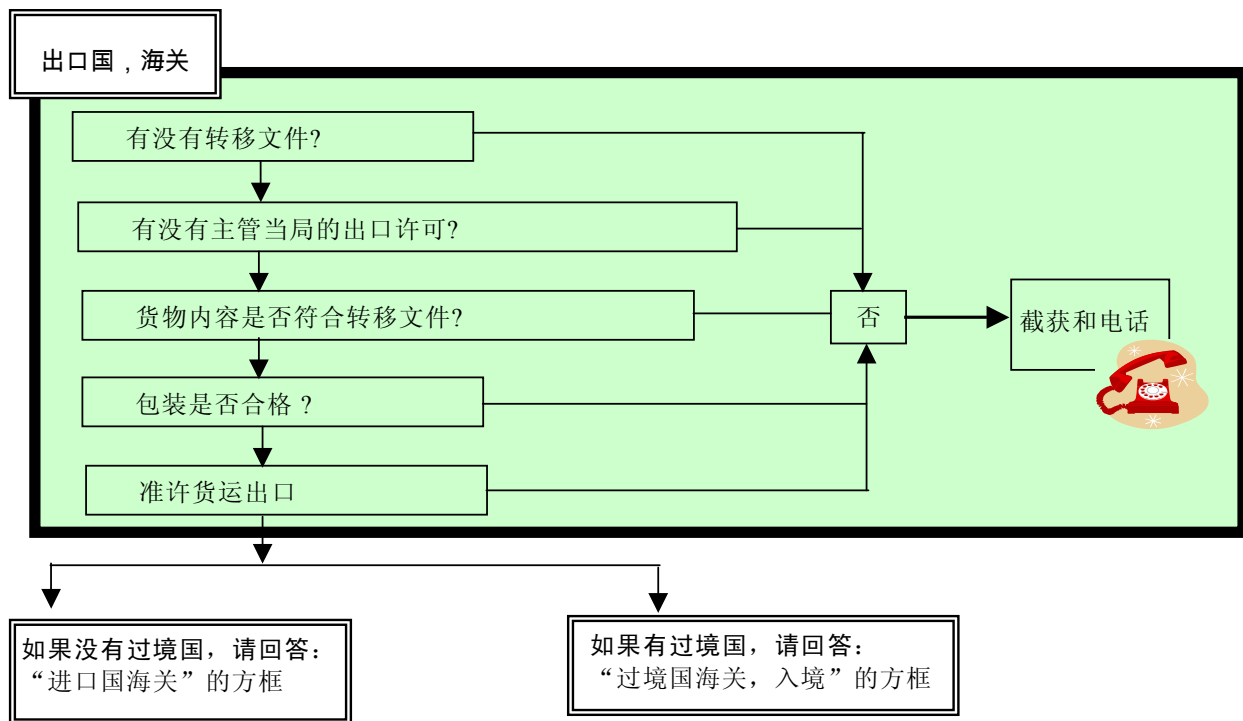 出口国，海关
有没有转移文件?
有没有主管当局的出口许可?
货物内容是否符合转移文件?
否
截获和电话
包装是否合格？
准许货运出口
如果没有过境国，请回答：
“进口国海关”的方框
如果有过境国，请回答：
“过境国海关，入境”的方框